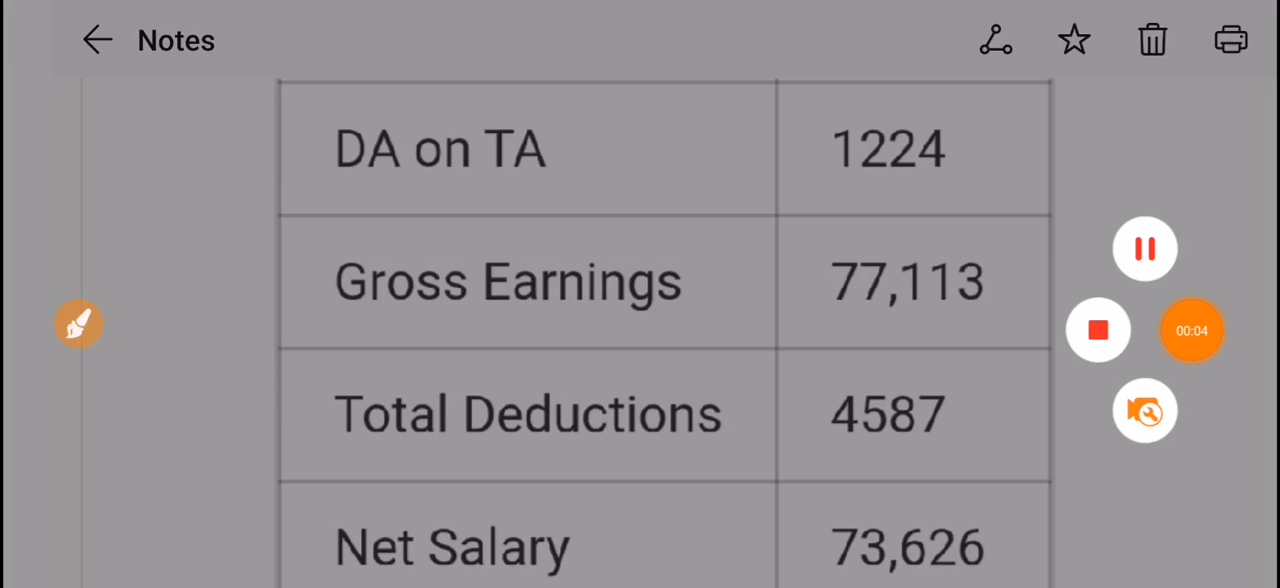 Notes
DA on TA 1224
Gross Earnings 77,113
00:04
Total Deductions 4587
Net Salary 73,626